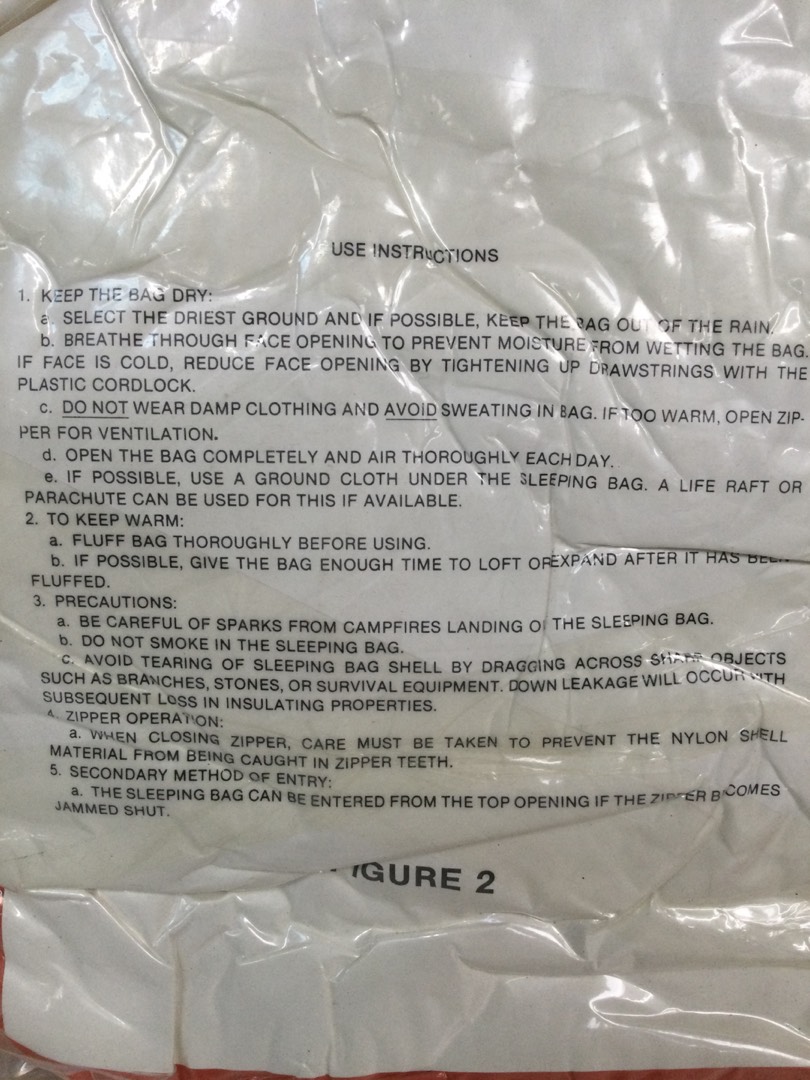 USE INSTRUCTIONS
1. KEEP THE BAG DRY:
a. SELECT THE DRIEST GROUND AND IF POSSIBLE, KEEP THE BAG OUT OF THE RAIN.
b. BREATHE THROUGH FACE OPENING TO PREVENT MOISTURE FROM WETTING THE BAG.
IF FACE IS COLD, REDUCE FACE OPENING BY TIGHTENING UP DRAWSTRINGS WITH THE
PLASTIC CORDLOCK.
c. DO NOT WEAR DAMP CLOTHING AND AVOID SWEATING IN BAG. IF TOO WARM, OPEN ZIP-
PER FOR VENTILATION.
d. OPEN THE BAG COMPLETELY AND AIR THOROUGHLY EACH DAY.
e. IF POSSIBLE, USE A GROUND CLOTH UNDER THE SLEEPING BAG. A LIFE RAFT OR
PARACHUTE CAN BE USED FOR THIS IF AVAILABLE.
2. TO KEEP WARM:
a. FLUFF BAG THOROUGHLY BEFORE USING.
b. IF POSSIBLE, GIVE THE BAG ENOUGH TIME TO LOFT OR EXPAND AFTER IT HAS BEEN
FLUFFED.
3. PRECAUTIONS:
a. BE CAREFUL OF SPARKS FROM CAMPFIRES LANDING ON THE SLEEPING BAG.
b. DO NOT SMOKE IN THE SLEEPING BAG.
c. AVOID TEARING OF SLEEPING BAG SHELL BY DRAGGING ACROSS SHARP OBJECTS
SUCH AS BRANCHES, STONES, OR SURVIVAL EQUIPMENT. DOWN LEAKAGE WILL OCCUR WITH
SUBSEQUENT LOSS IN INSULATING PROPERTIES.
4. ZIPPER OPERATION:
a. WHEN CLOSING ZIPPER, CARE MUST BE TAKEN TO PREVENT THE NYLON SHELL
MATERIAL FROM BEING CAUGHT IN ZIPPER TEETH.
5. SECONDARY METHOD OF ENTRY:
a. THE SLEEPING BAG CAN BE ENTERED FROM THE TOP OPENING IF THE ZIPPER BECOMES
JAMMED SHUT.
FIGURE 2